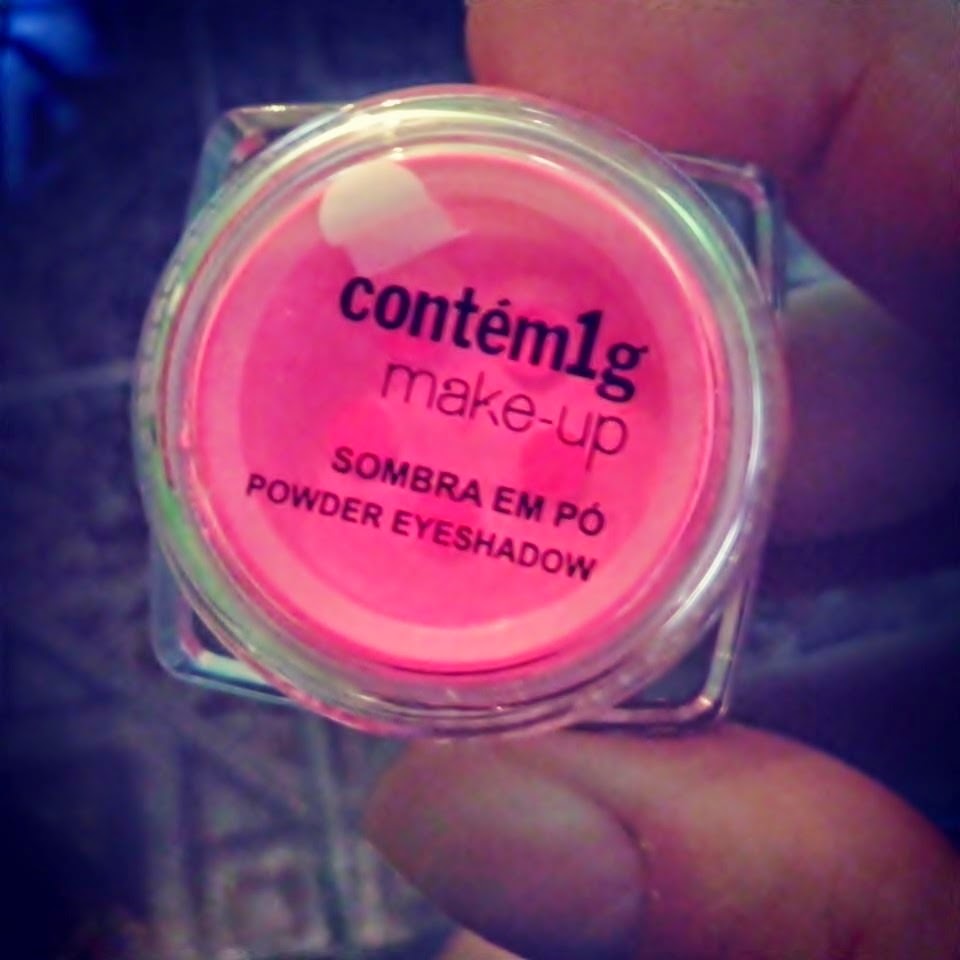 contém1g
make-up
SOMBRA EM PÓ
POWDER EYESHADOW